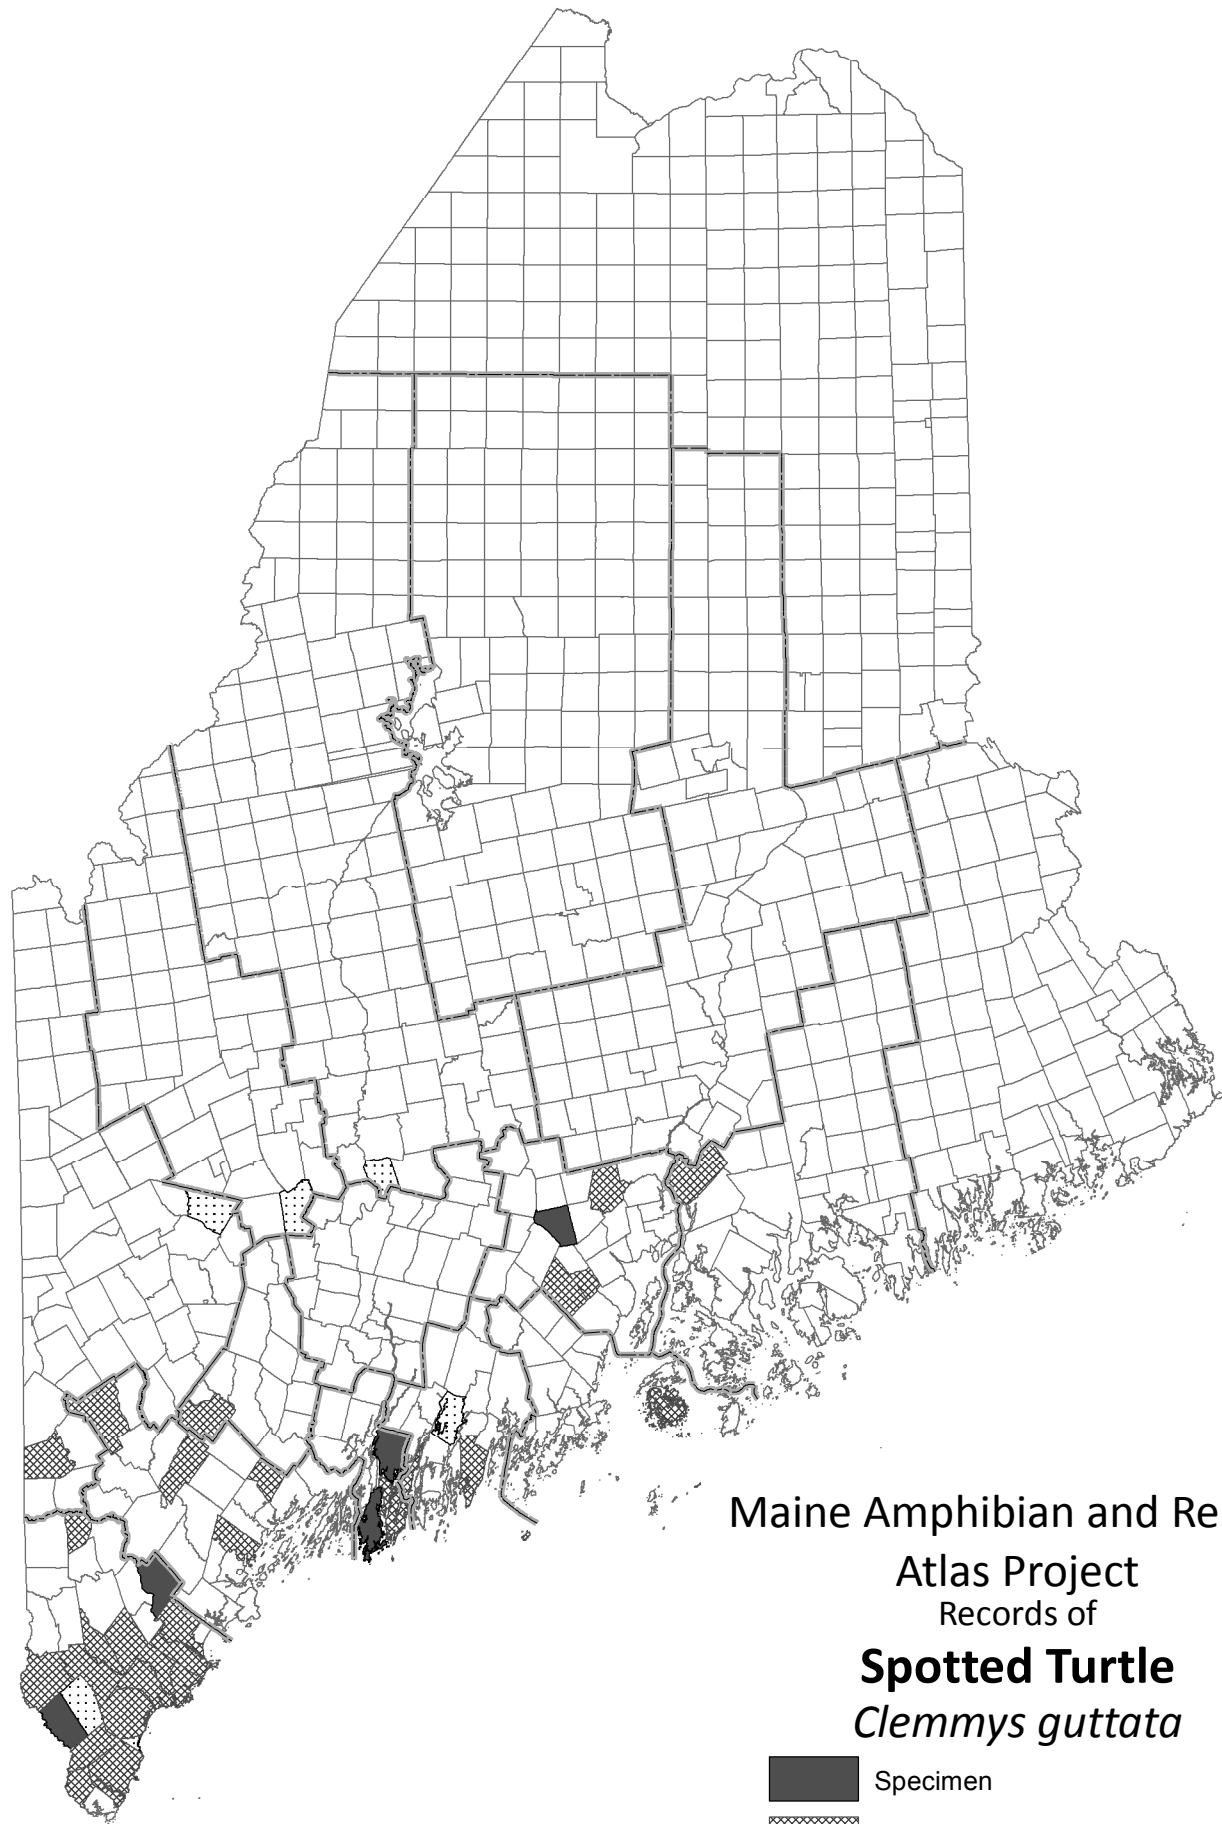 Maine Amphibian and Re
Atlas Project
Records of
Spotted Turtle
Clemmys guttata
Specimen